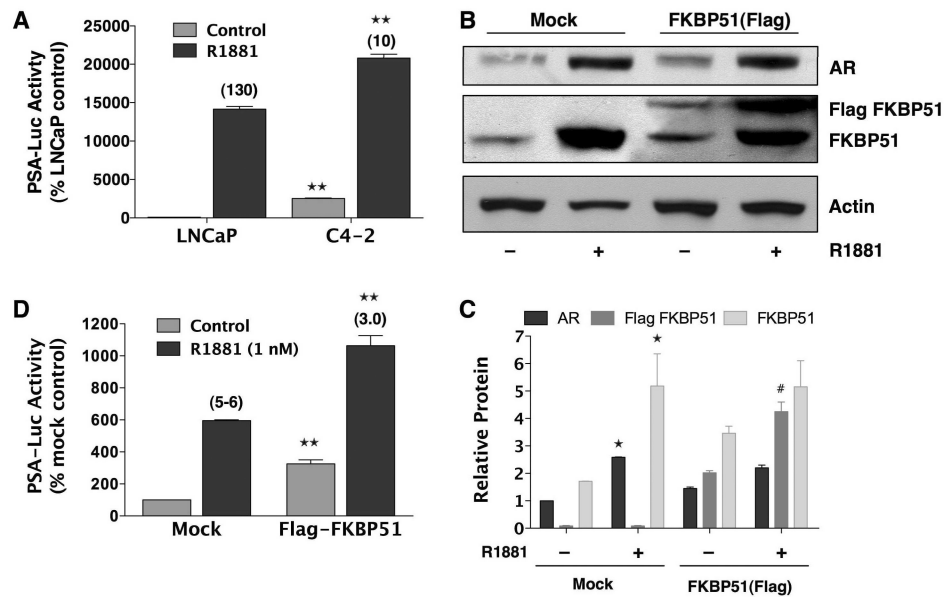 A
Control
R1881
★★
(10)
(130)
★★
PSA-Luc Activty
(% LNCaP control)
25000
20000
15000
10000
5000
0
LNCaP
C4-2
B
Mock
FKBP51(Flag)
AR
Flag FKBP51
FKBP51
Actin
– + – + R1881
D
Control
R1881 (1 nM)
★★
(3.0)
(5-6)
★★
PSA-Luc Activity
(% mock control)
1200
1000
800
600
400
200
0
Mock
Flag-FKBP51
C
AR Flag FKBP51 FKBP51
Relative Protein
7
6
5
4
3
2
1
0
★
★
#
R1881 – + – +
Mock
FKBP51(Flag)